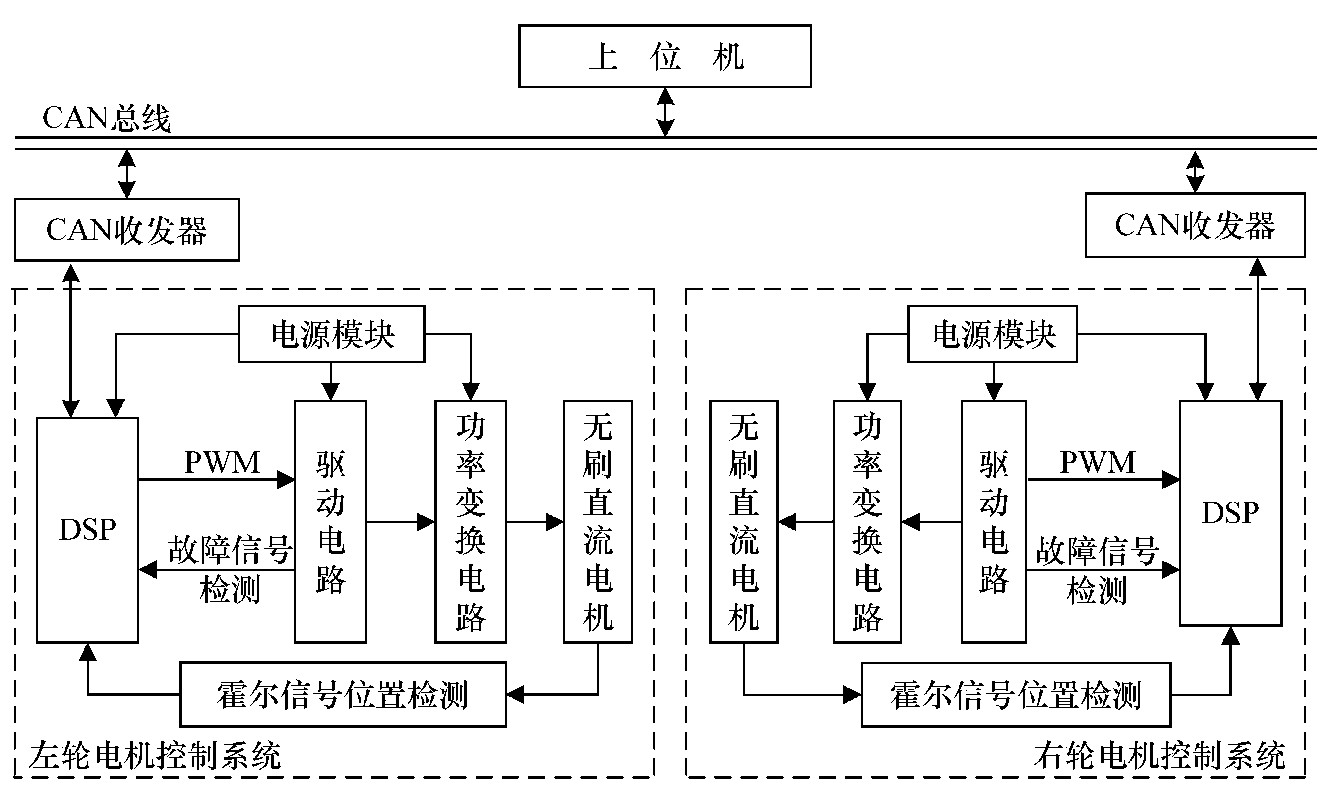 上位机
CAN总线
CAN收发器
CAN收发器
电源模块
DSP
PWM
故障信号
检测
驱动电路
功率变换电路
无刷直流电机
霍尔信号位置检测
左轮电机控制系统
电源模块
无刷直流电机
功率变换电路
驱动电路
PWM
故障信号
检测
DSP
霍尔信号位置检测
右轮电机控制系统